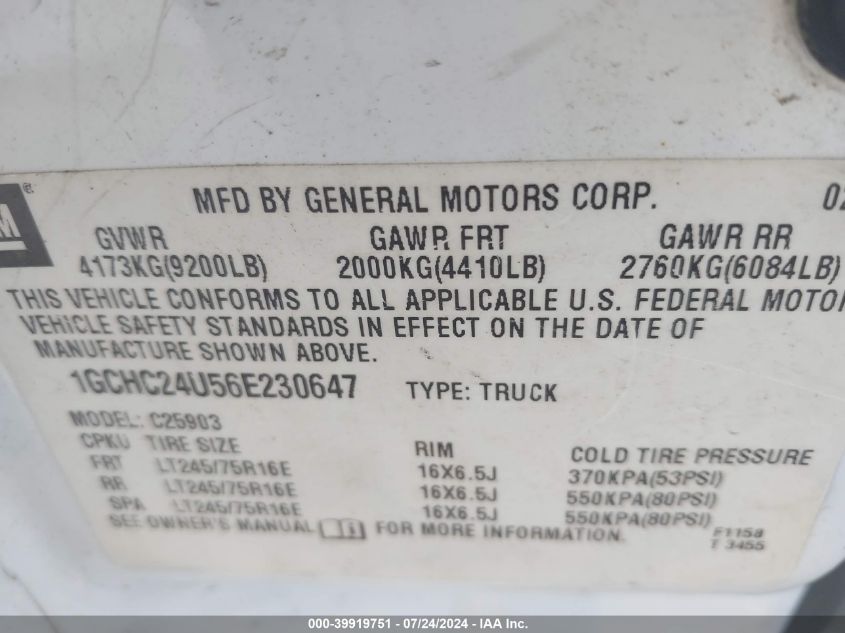 M ®
MFD BY GENERAL MOTORS CORP. 02
GVWR GAWR FRT GAWR RR
4173KG(9200LB) 2000KG(4410LB) 2760KG(6084LB)
THIS VEHICLE CONFORMS TO ALL APPLICABLE U.S. FEDERAL MOTOR
VEHICLE SAFETY STANDARDS IN EFFECT ON THE DATE OF
MANUFACTURE SHOWN ABOVE.
1GCHC24U56E230647 TYPE: TRUCK
MODEL: C25903
CPKU TIRE SIZE RIM COLD TIRE PRESSURE
FRT LT245/75R16E 16X6.5J 370KPA(53PSI)
RR LT245/75R16E 16X6.5J 550KPA(80PSI)
SPA LT245/75R16E 16X6.5J 550KPA(80PSI)
SEE OWNER'S MANUAL FOR MORE INFORMATION.
F1158
T 3455
000-39919751 - 07/24/2024 - IAA Inc.